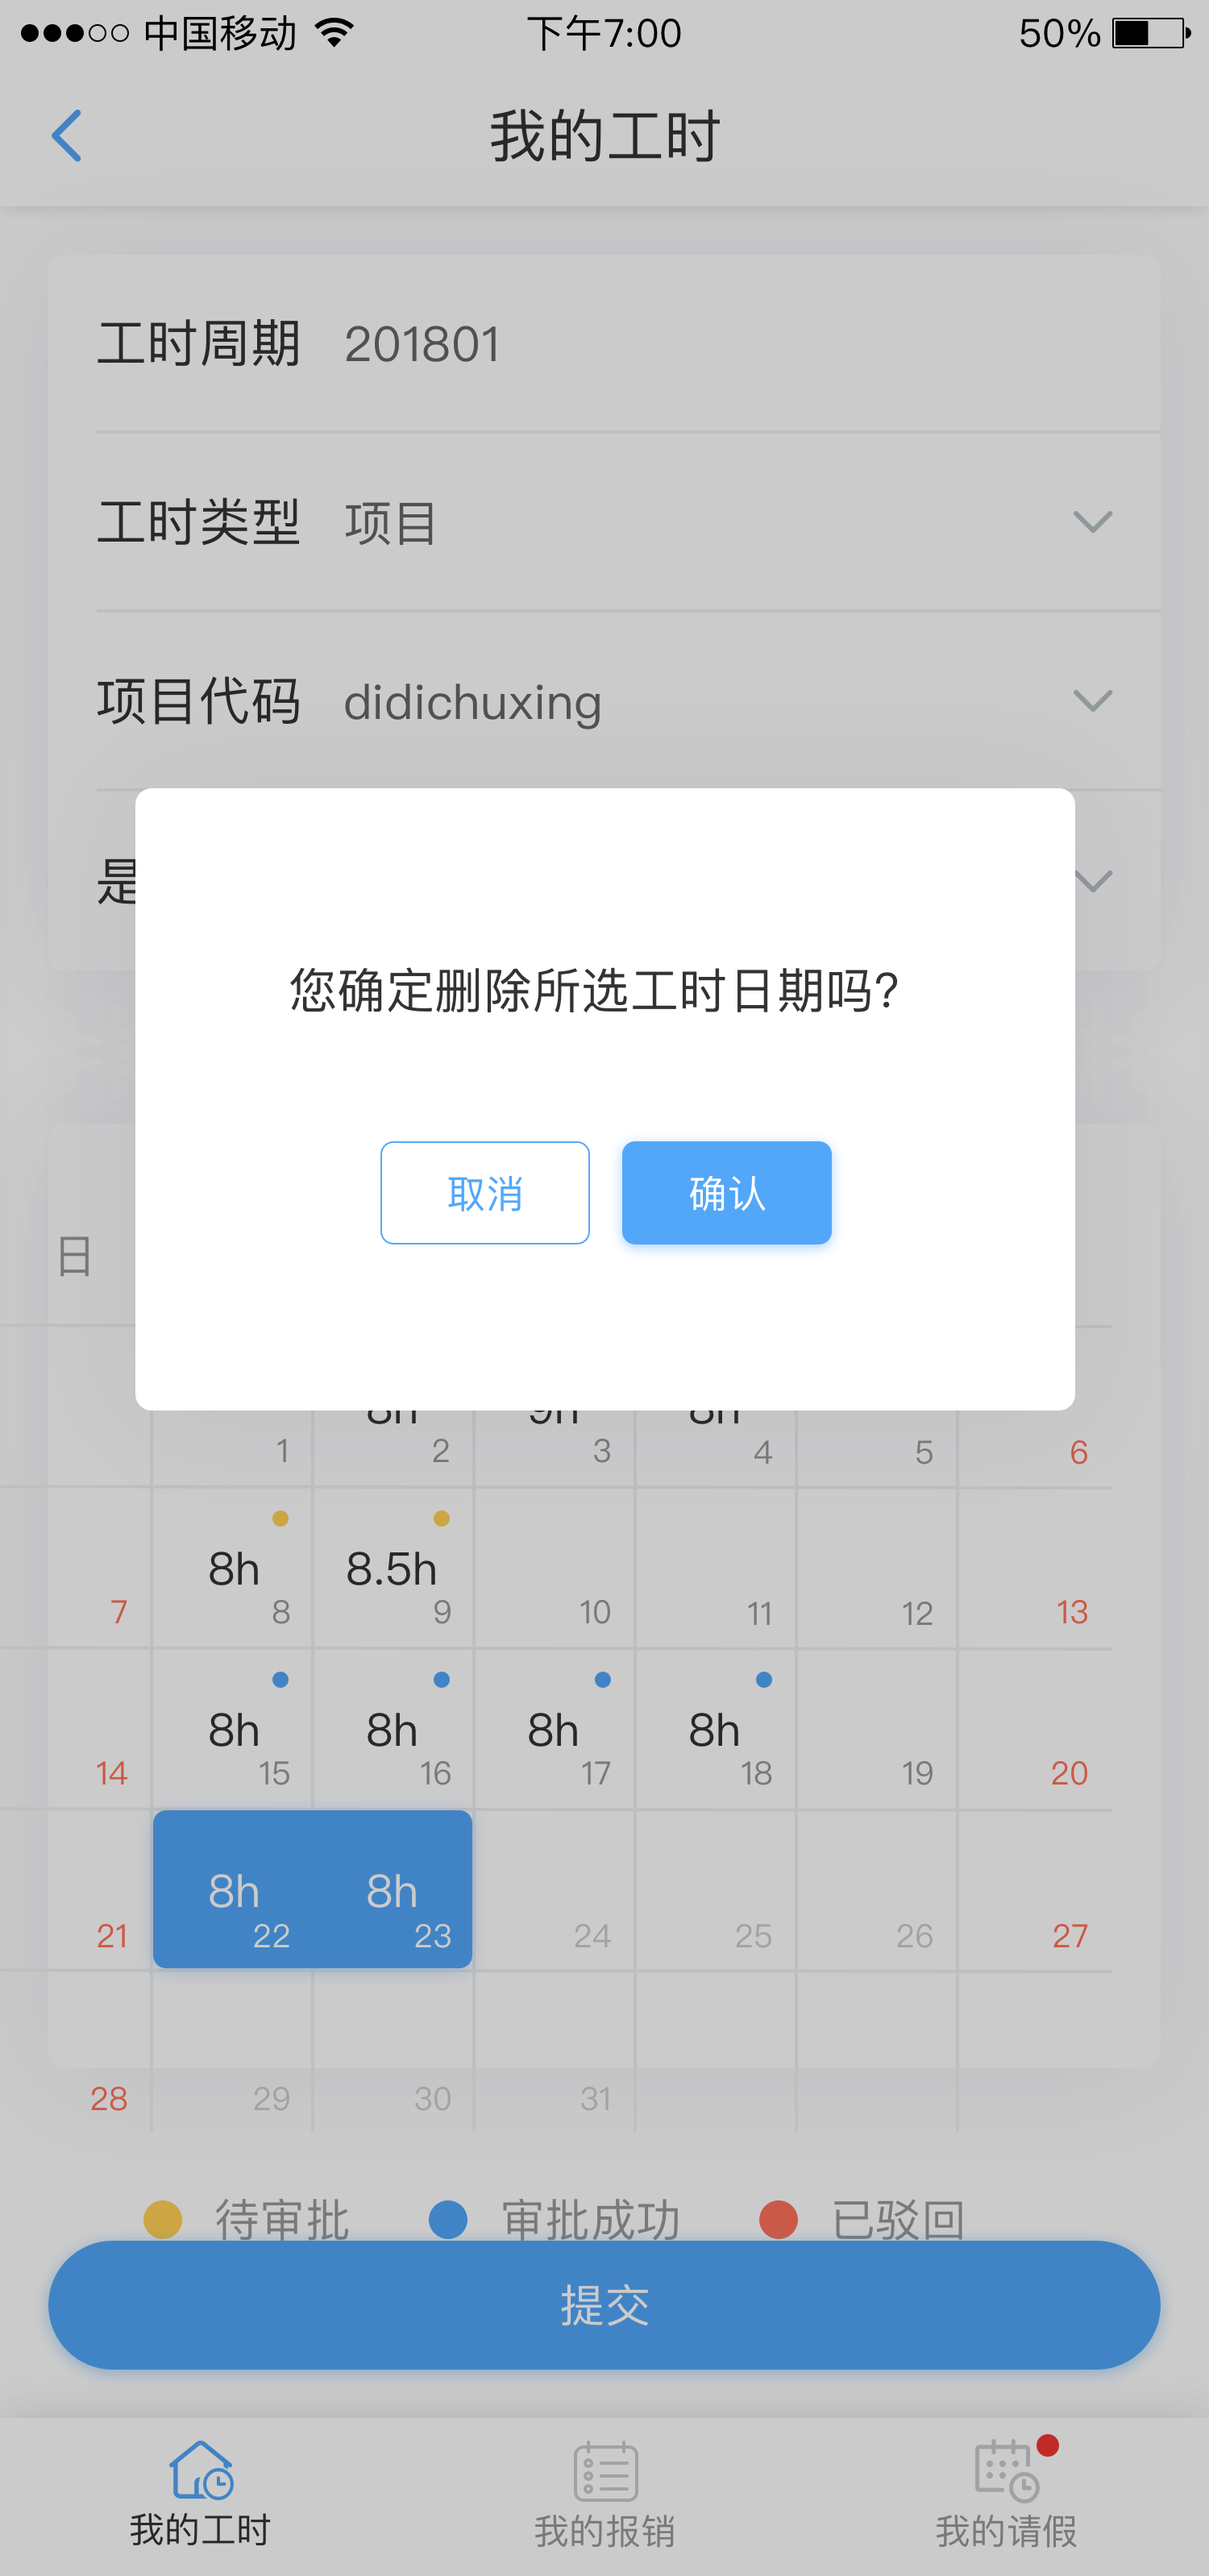 中国移动 下午7:00 50%
我的工时
工时周期 201801
工时类型 项目
项目代码 didichuxing
是
您确定删除所选工时日期吗?
取消 确认
日
8h 9h 8h
1 2 3 4 5 6
8h 8.5h
7 8 9 10 11 12 13
8h 8h 8h 8h
14 15 16 17 18 19 20
8h 8h
21 22 23 24 25 26 27
28 29 30 31
待审批 审批成功 已驳回
提交
我的工时 我的报销 我的请假